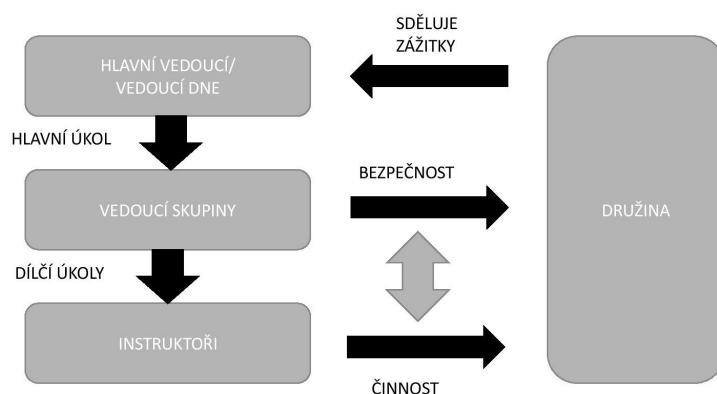 SDĚLUJE
ZÁŽITKY
HLAVNÍ VEDOUCÍ/
VEDOUCÍ DNE
HLAVNÍ ÚKOL
BEZPEČNOST
VEDOUCÍ SKUPINY
DRUŽINA
DÍLČÍ ÚKOLY
INSTRUKTOŘI
ČINNOST